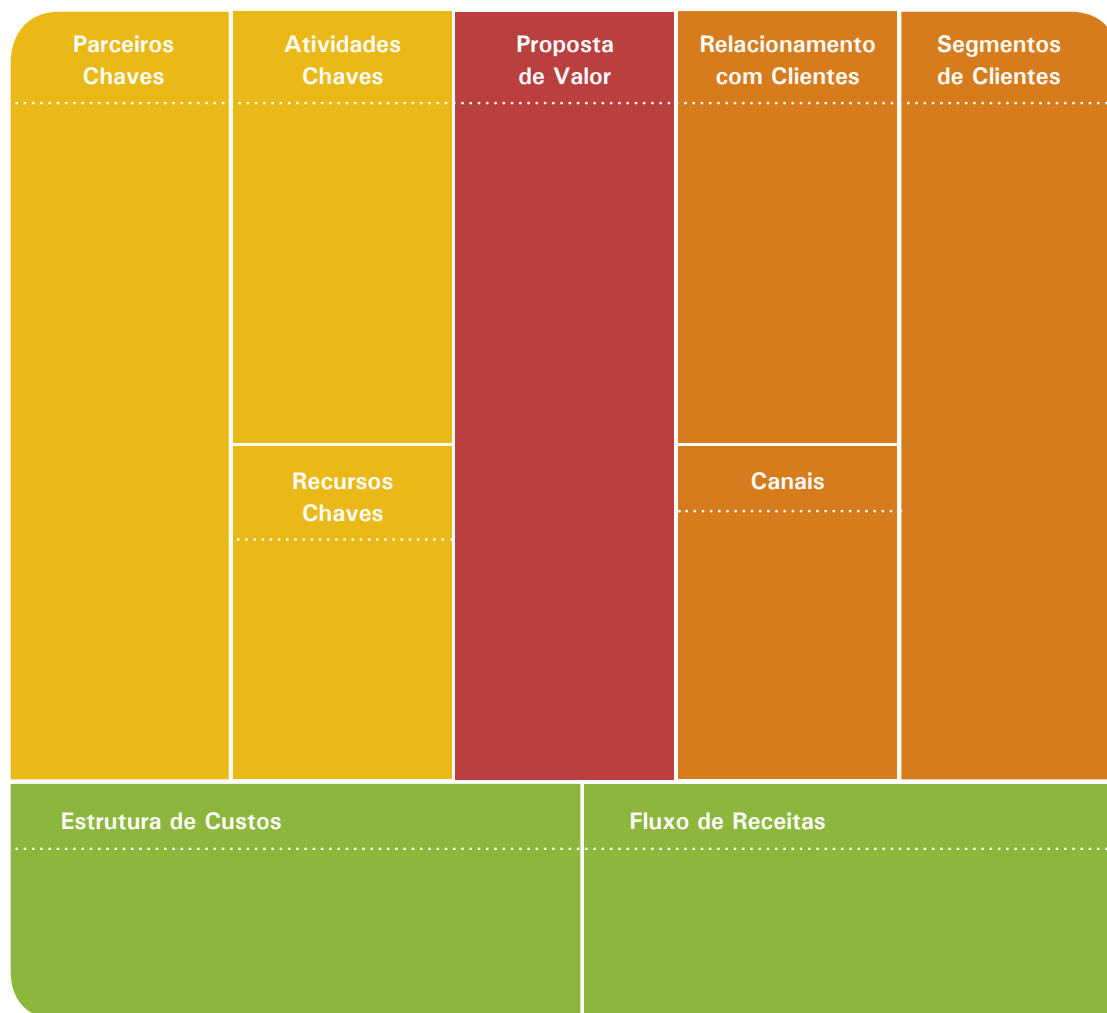 Parceiros
Chaves
Atividades
Chaves
Proposta
de Valor
Relacionamento
com Clientes
Segmentos
de Clientes
Recursos
Chaves
Canais
Estrutura de Custos
Fluxo de Receitas